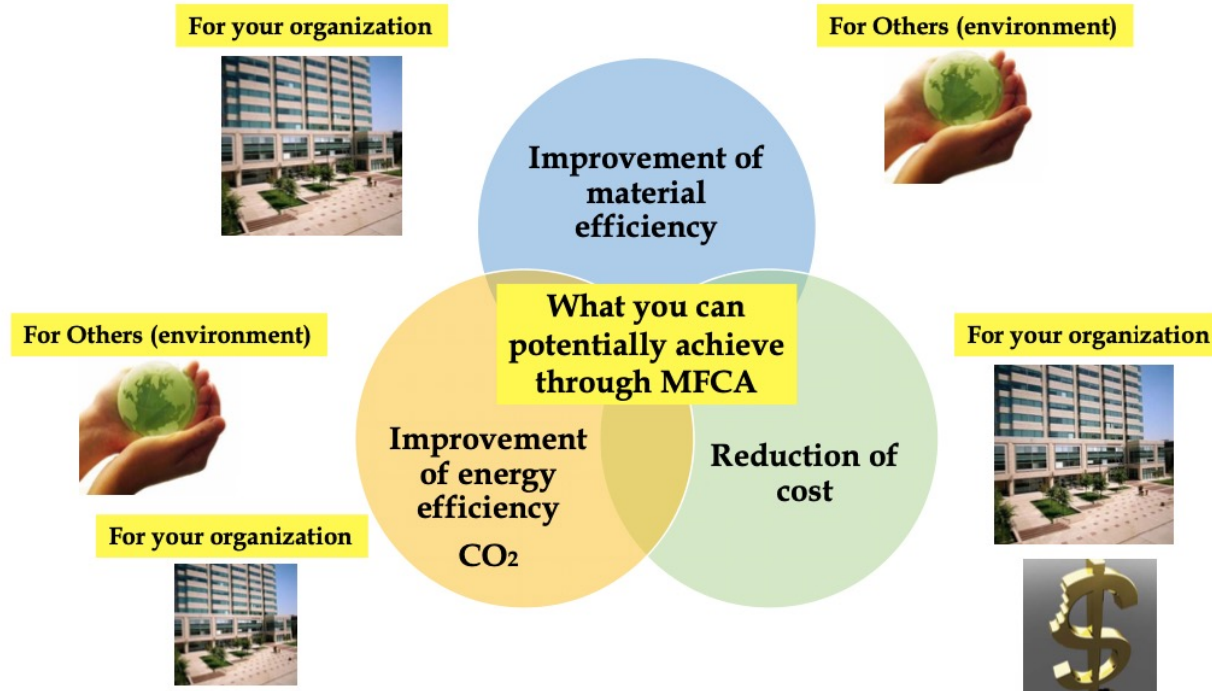 For your organization
For Others (environment)
Improvement of
material
efficiency
What you can
potentially achieve
through MFCA
For Others (environment)
For your organization
Improvement
of energy
efficiency
CO₂
Reduction of
cost
For your organization
$